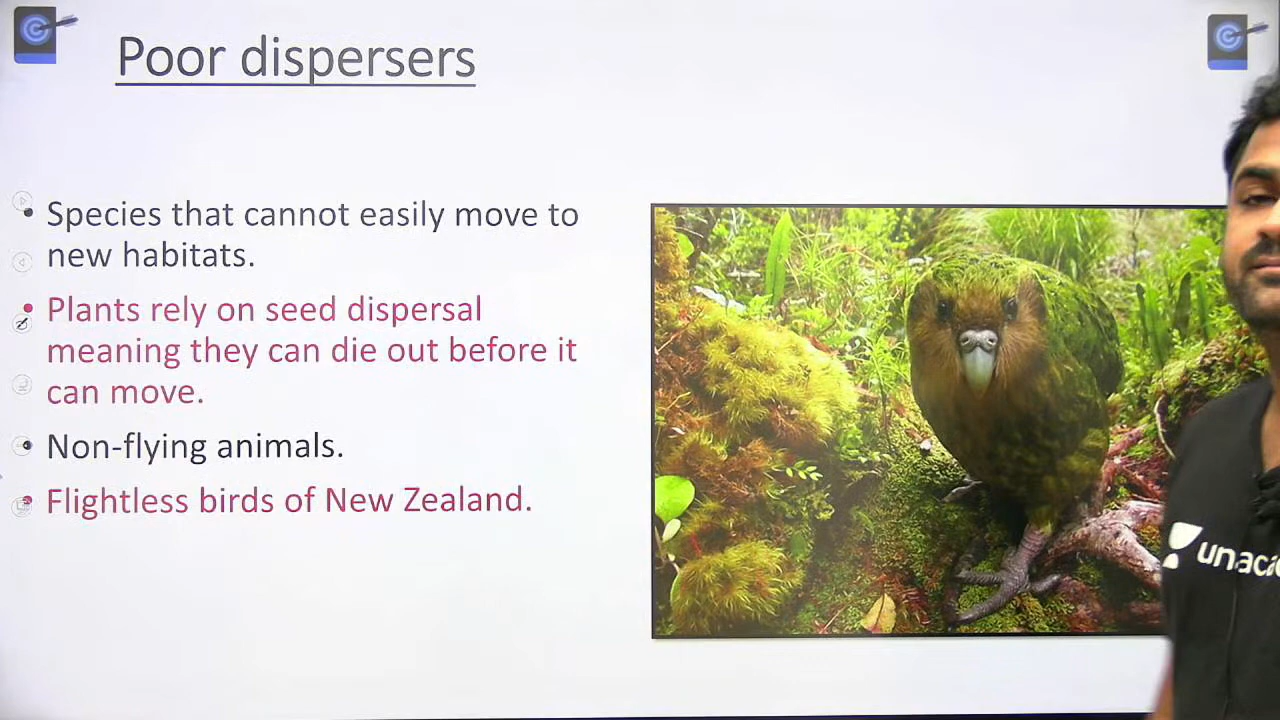 Poor dispersers
• Species that cannot easily move to
new habitats.
• Plants rely on seed dispersal
meaning they can die out before it
can move.
• Non-flying animals.
• Flightless birds of New Zealand.
unaca